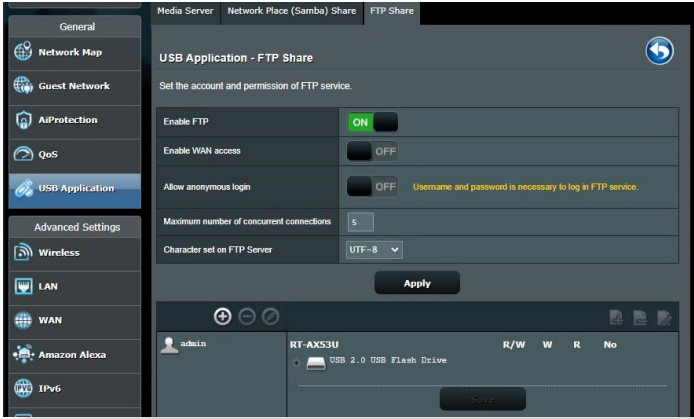 Media Server Network Place (Samba) Share FTP Share
General
Network Map
Guest Network
AiProtection
QoS
USB Application
Advanced Settings
Wireless
LAN
WAN
Amazon Alexa
IPv6
USB Application - FTP Share
Set the account and permission of FTP service.
Enable FTP ON
Enable WAN access OFF
Allow anonymous login OFF Username and password is necessary to log in FTP service.
Maximum number of concurrent connections 5
Character set on FTP Server UTF-8
Apply
admin
RT-AX53U R/W W R No
USB 2.0 USB Flash Drive
Save